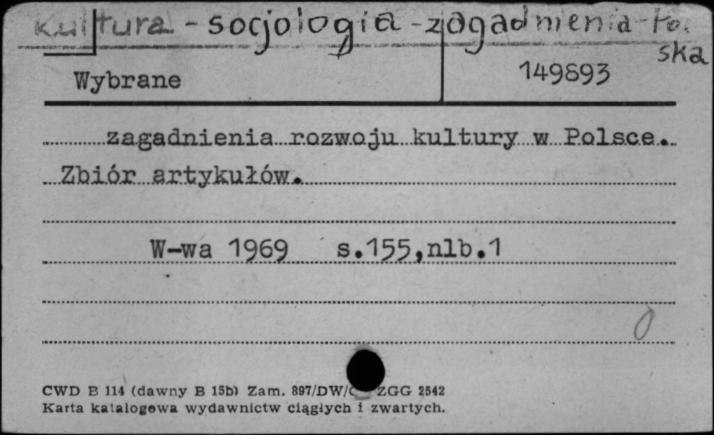 Kultura - socjologia - zagadnienia - Pol
ska
Wybrane
149893
zagadnienia rozwoju kultury w Polsce.
Zbiór artykułów.
W-wa 1969 s.155,nlb.1
CWD B 114 (dawny B 15b) Zam. 897/DW/ ZGG 2542
Karta katalogowa wydawnictw ciągłych i zwartych.